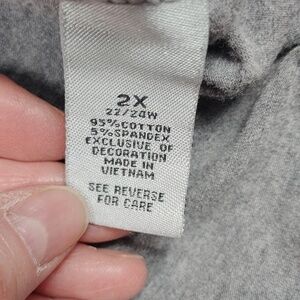 2X
22/24W
95%COTTON
5%SPANDEX
EXCLUSIVE OF
DECORATION
MADE IN
VIETNAM
SEE REVERSE
FOR CARE